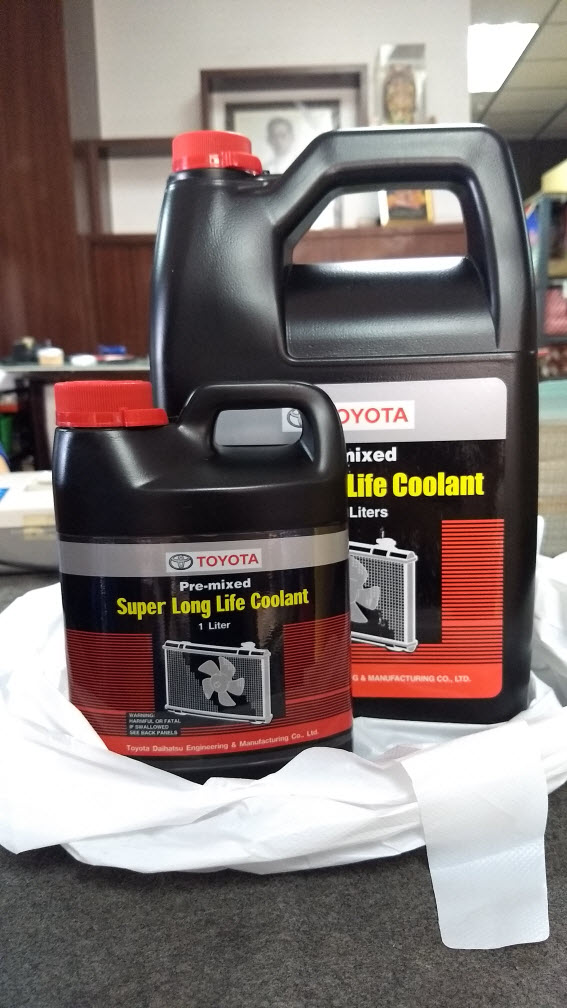 TOYOTA
Pre-mixed
Super Long Life Coolant
1 Liter
WARNING:
HARMFUL OR FATAL
IF SWALLOWED
SEE BACK PANELS
Toyota Daihatsu Engineering & Manufacturing Co., Ltd.
OYOTA
mixed
Life Coolant
Liters
G & MANUFACTURING CO., LTD.